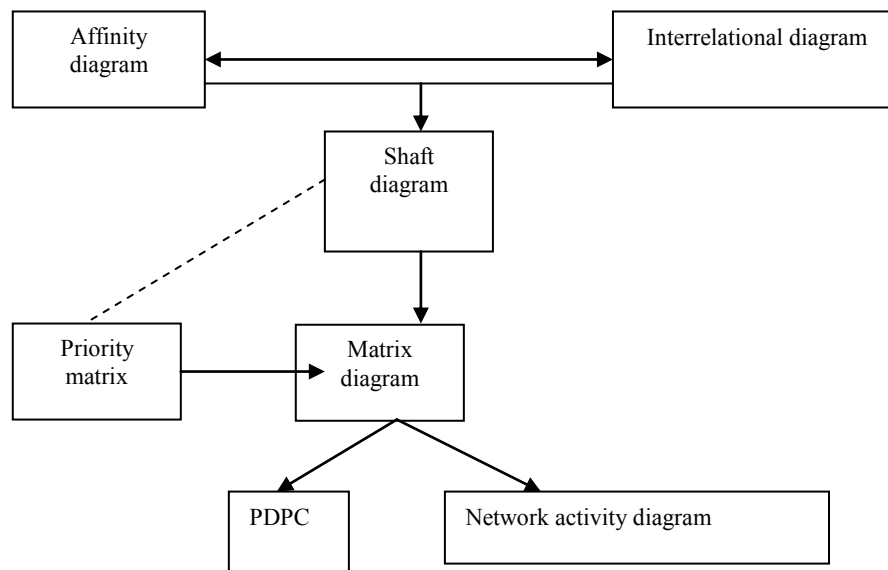 Affinity
diagram
Interrelational diagram
Shaft
diagram
Priority
matrix
Matrix
diagram
PDPC
Network activity diagram